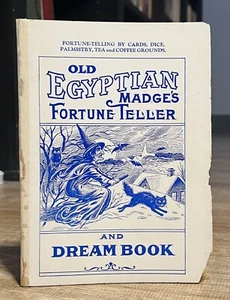 FORTUNE-TELLING BY CARDS, DICE,
PALMISTRY, TEA and COFFEE GROUNDS.
OLD
EGYPTIAN
MADGE'S
FORTUNE TELLER
AND
DREAM BOOK